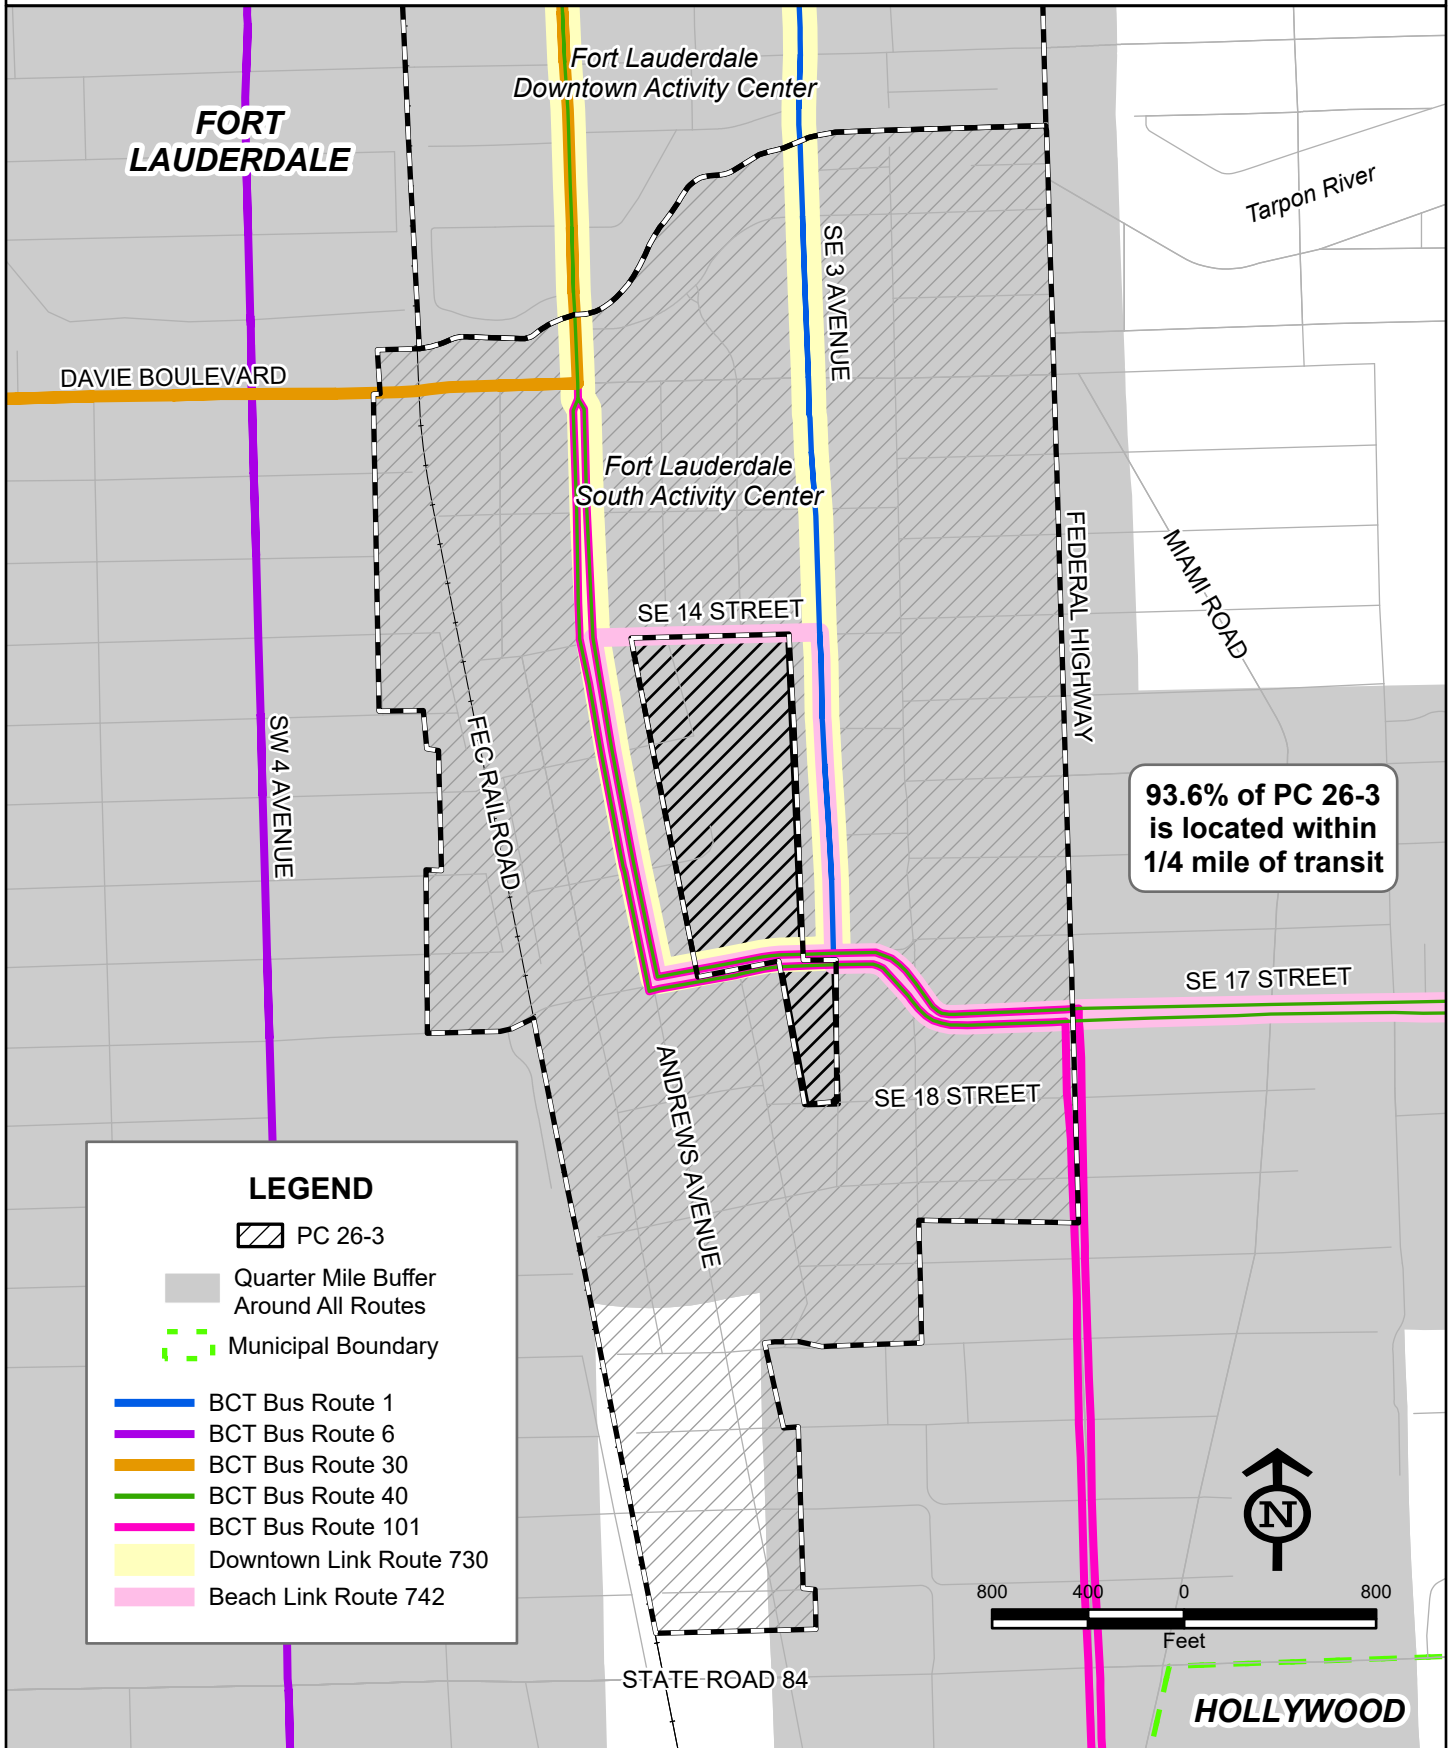 Fort Lauderdale
Downtown Activity Center
FORT
LAUDERDALE
Tarpon River
SE 3 AVENUE
DAVIE BOULEVARD
Fort Lauderdale
South Activity Center
FEDERAL HIGHWAY
MIAMI ROAD
SE 14 STREET
SW 4 AVENUE
FEC RAILROAD
93.6% of PC 26-3
is located within
1/4 mile of transit
SE 17 STREET
ANDREWS AVENUE
SE 18 STREET
LEGEND
PC 26-3
Quarter Mile Buffer
Around All Routes
Municipal Boundary
BCT Bus Route 1
BCT Bus Route 6
BCT Bus Route 30
BCT Bus Route 40
BCT Bus Route 101
Downtown Link Route 730
Beach Link Route 742
N
800 400 0 800
Feet
STATE ROAD 84
HOLLYWOOD